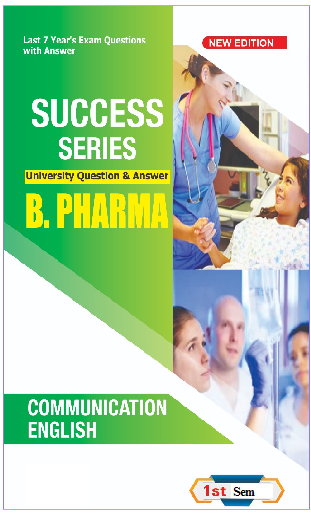 Last 7 Year's Exam Questions
with Answer
NEW EDITION
SUCCESS
SERIES
University Question & Answer
B. PHARMA
COMMUNICATION
ENGLISH
1st Sem